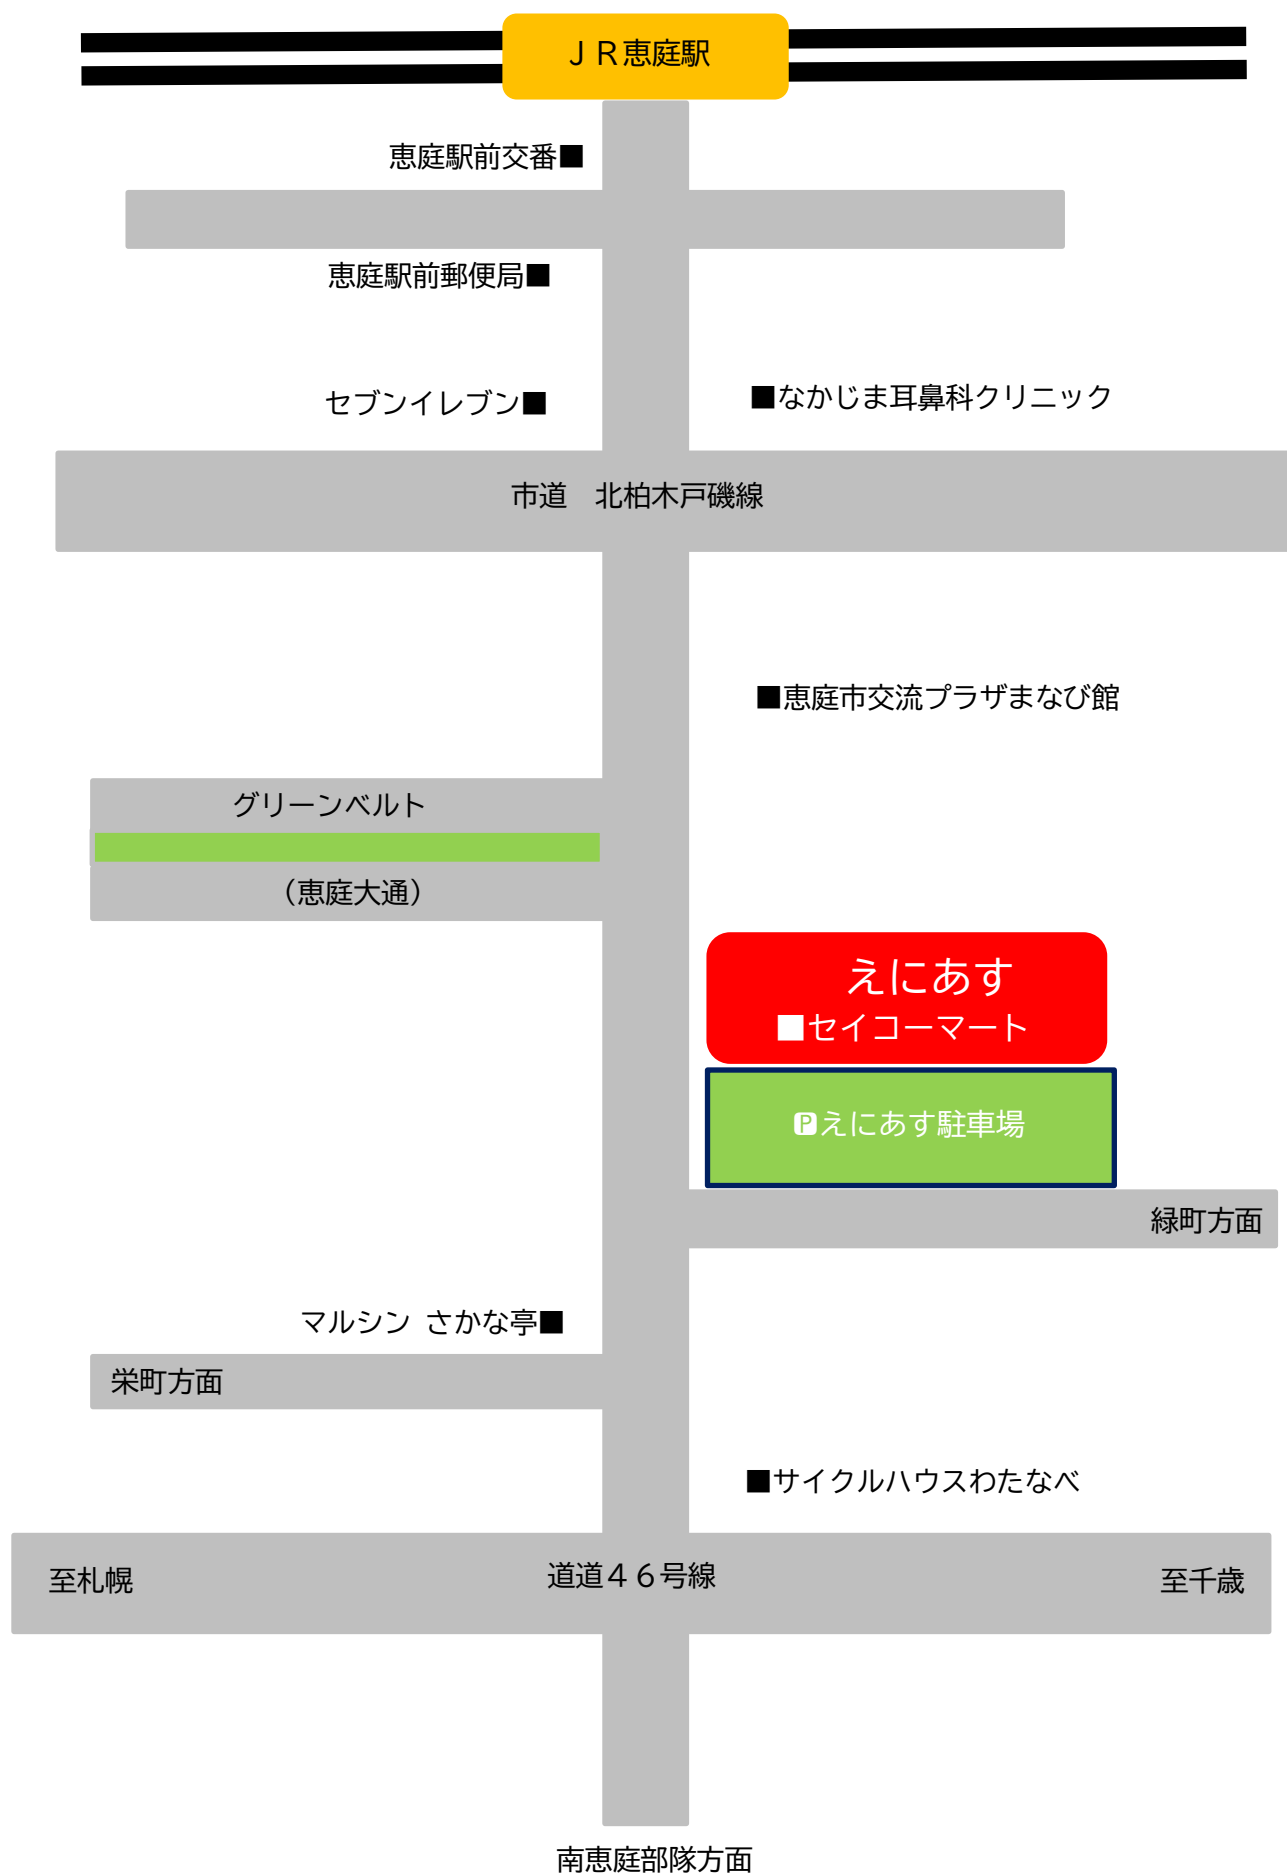 ＪＲ恵庭駅
恵庭駅前交番■
恵庭駅前郵便局■
セブンイレブン■
■なかじま耳鼻科クリニック
市道　北柏木戸磯線
■恵庭市交流プラザまなび館
グリーンベルト
（恵庭大通）
えにあす
■セイコーマート
🅿えにあす駐車場
緑町方面
マルシン さかな亭■
栄町方面
■サイクルハウスわたなべ
至札幌
道道４６号線
至千歳
南恵庭部隊方面